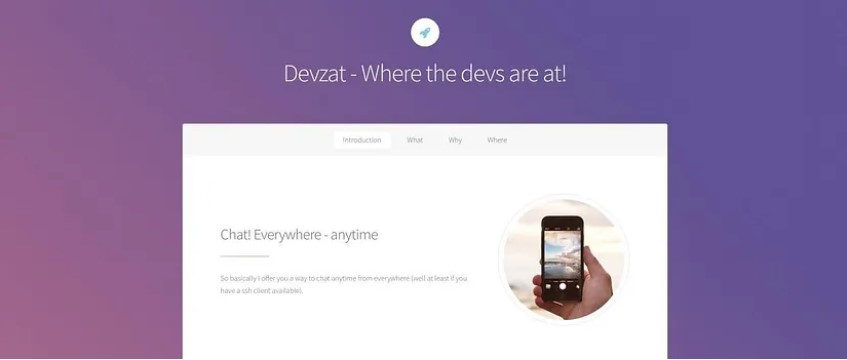 Devzat - Where the devs are at!
Introduction What Why Where
Chat! Everywhere - anytime
So basically I offer you a way to chat anytime from everywhere (well at least if you
have a ssh client available).